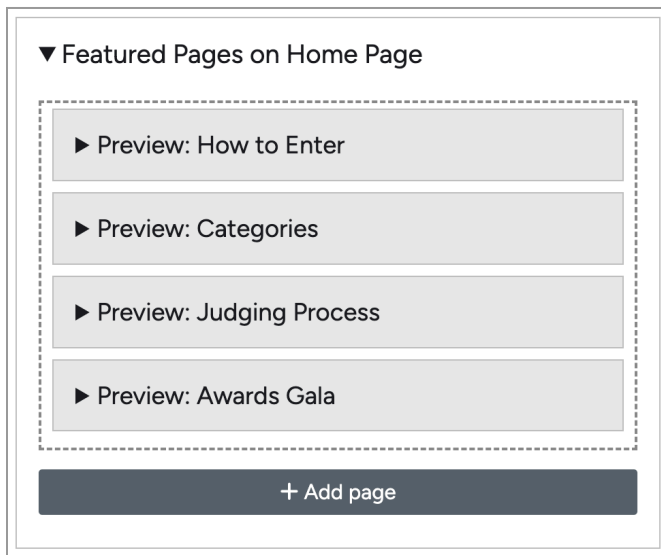 ▼ Featured Pages on Home Page
▶ Preview: How to Enter
▶ Preview: Categories
▶ Preview: Judging Process
▶ Preview: Awards Gala
+ Add page